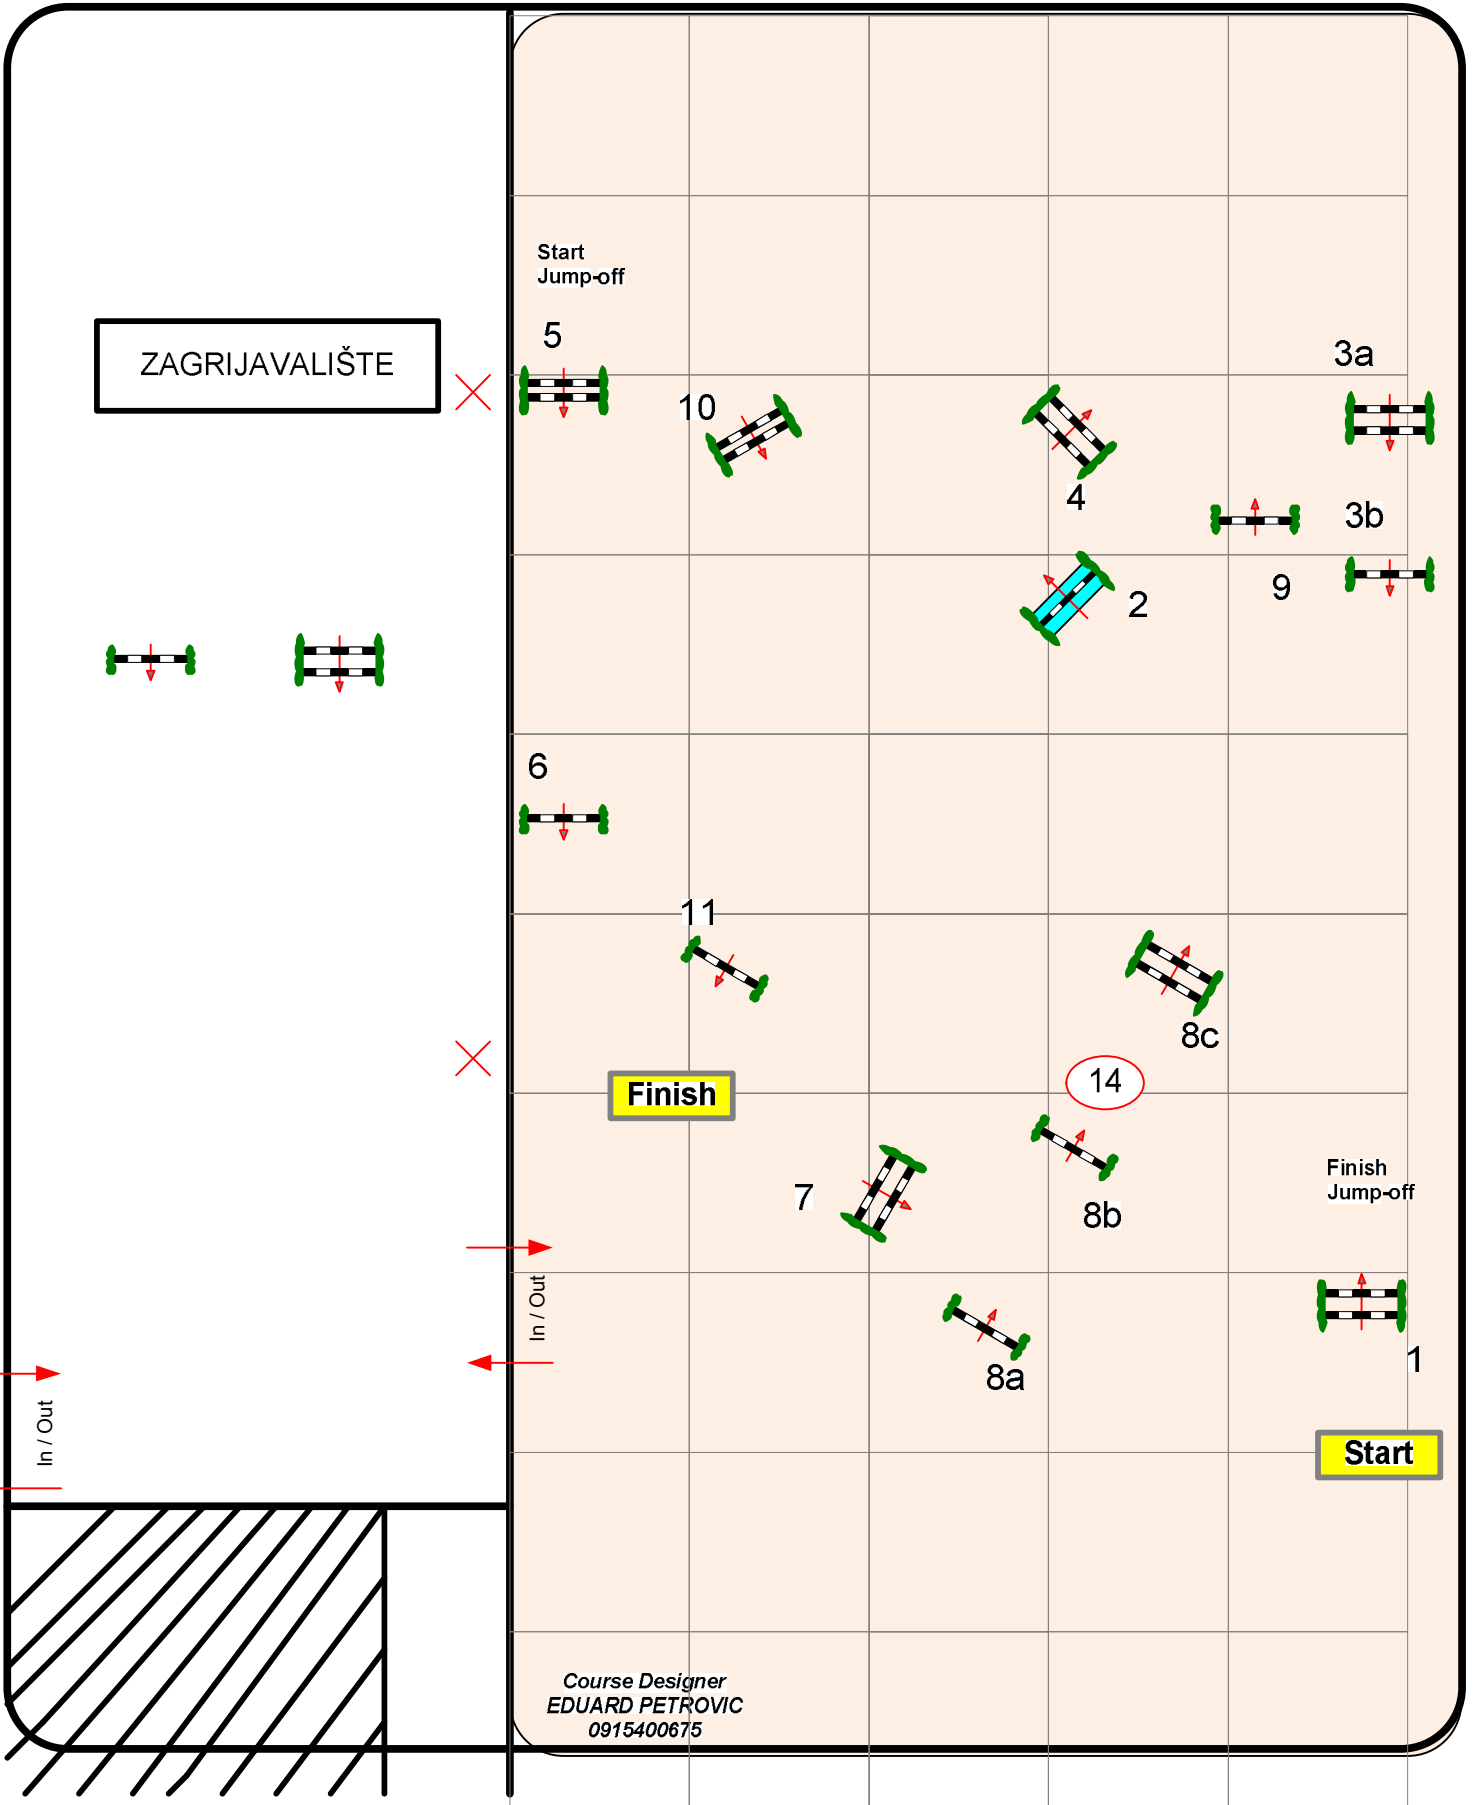 Start
Jump-off
5
3a
ZAGRIJAVALIŠTE
10
4
3b
9
2
6
11
8c
14
Finish
7
8b
Finish
Jump-off
In / Out
8a
1
In / Out
Start
Course Designer
EDUARD PETROVIC
0915400675